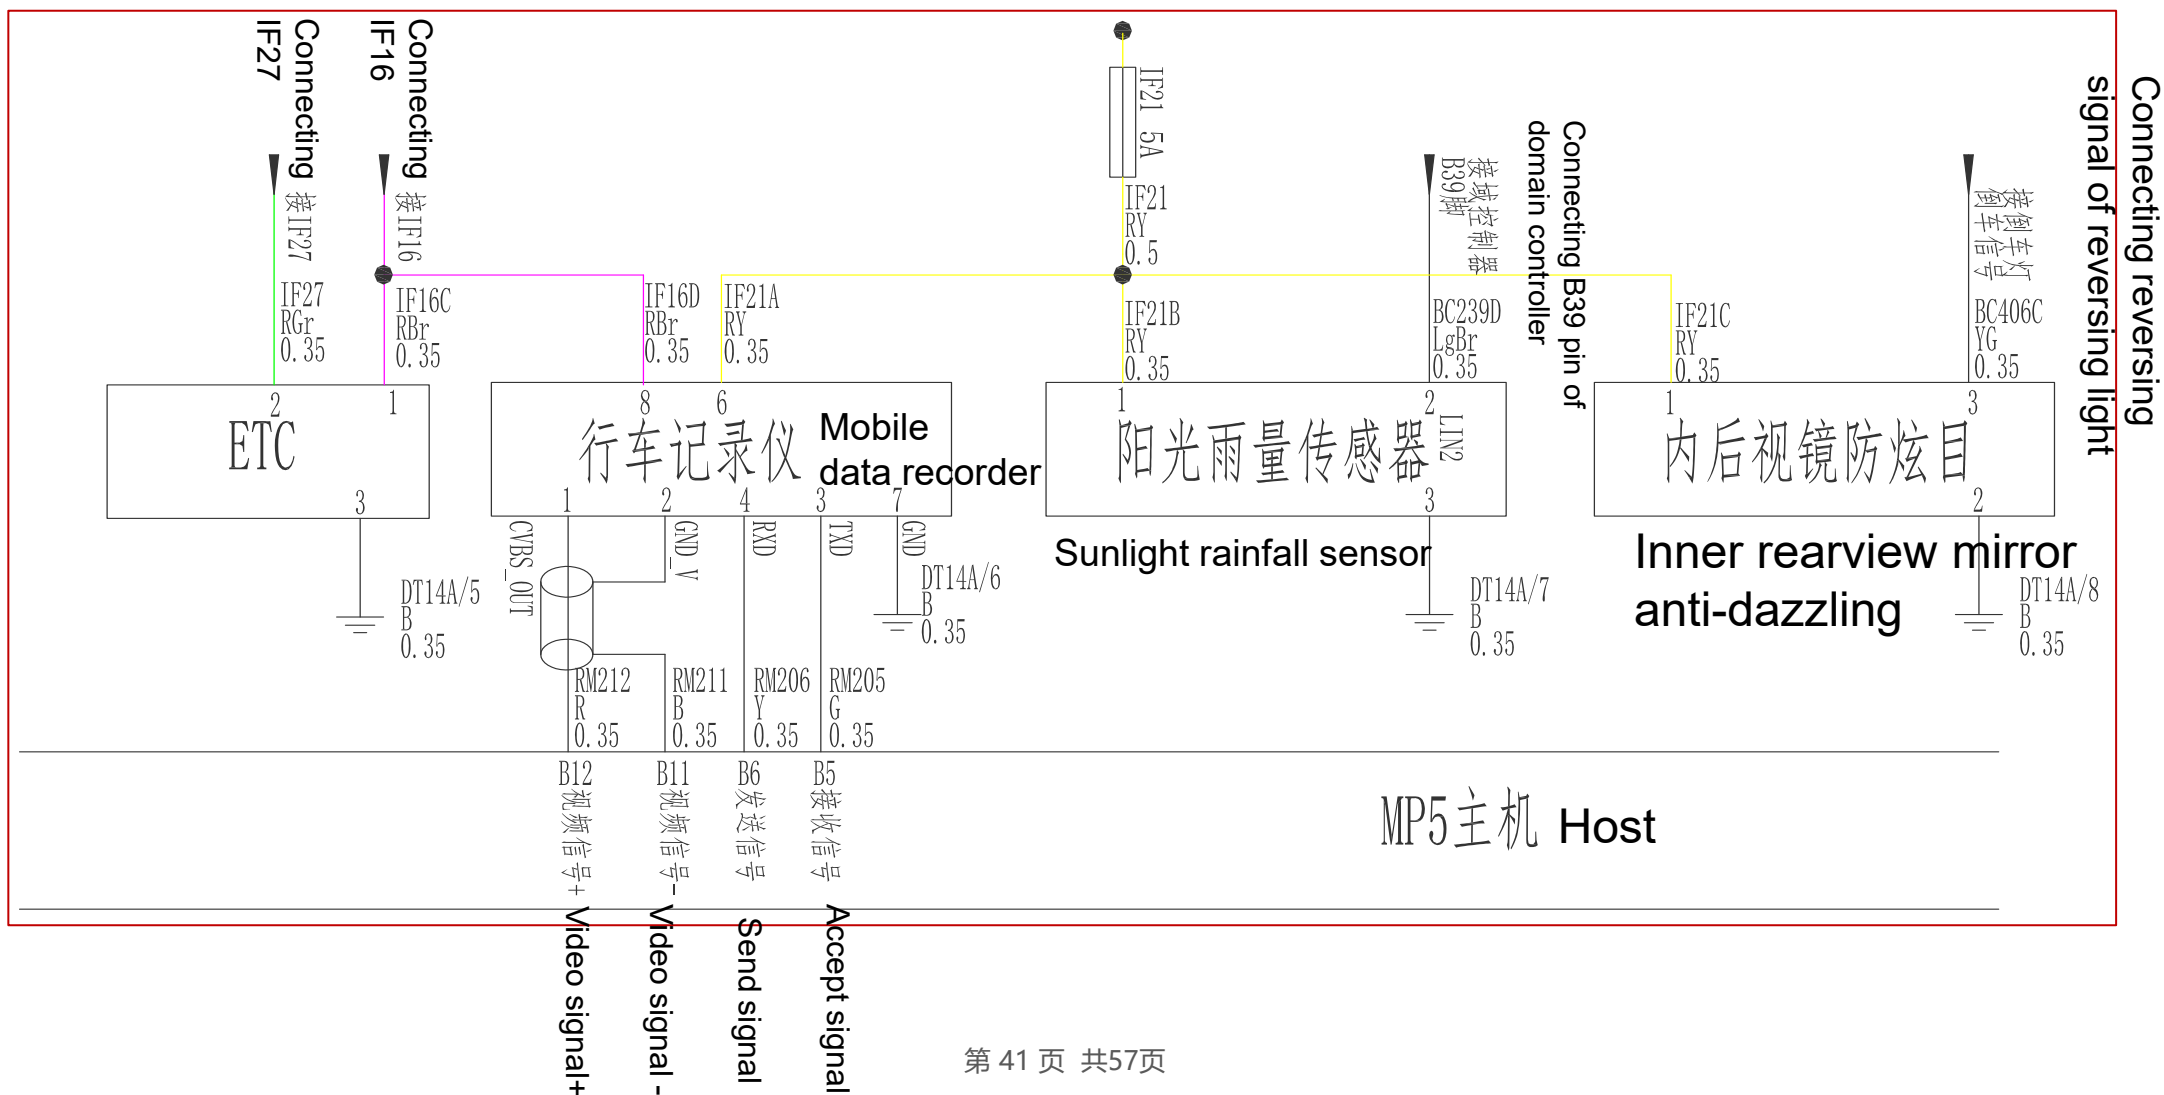 Connecting
IF27
Connecting
IF16
接IF27
接IF16
IF21 5A
IF21
RY
0.5
接域控制器
B39脚
Connecting B39 pin of
domain controller
接倒车灯
倒车信号
Connecting reversing
signal of reversing light
IF27
RGr
0.35
IF16C
RBr
0.35
IF16D
RBr
0.35
IF21A
RY
0.35
IF21B
RY
0.35
BC239D
LgBr
0.35
IF21C
RY
0.35
BC406C
YG
0.35
2 1
ETC
3
8 6
行车记录仪
Mobile
data recorder
1 2 4 3 7
1 2
阳光雨量传感器
LIN2
3
Sunlight rainfall sensor
1 3
内后视镜防炫目
2
Inner rearview mirror
anti-dazzling
CVBS_OUT
GND_V
RXD
TXD
GND
DT14A/5
B
0.35
DT14A/6
B
0.35
DT14A/7
B
0.35
DT14A/8
B
0.35
RM212
R
0.35
RM211
B
0.35
RM206
Y
0.35
RM205
G
0.35
B12
视频信号+
B11
视频信号-
B6
发送信号
B5
接收信号
MP5主机 Host
Video signal+
Video signal -
Send signal
Accept signal
第 41 页 共57页